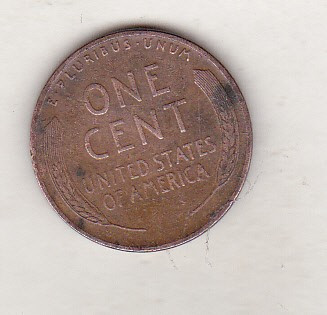 E·PLURIBUS·UNUM
ONE
CENT
UNITED STATES
OF AMERICA